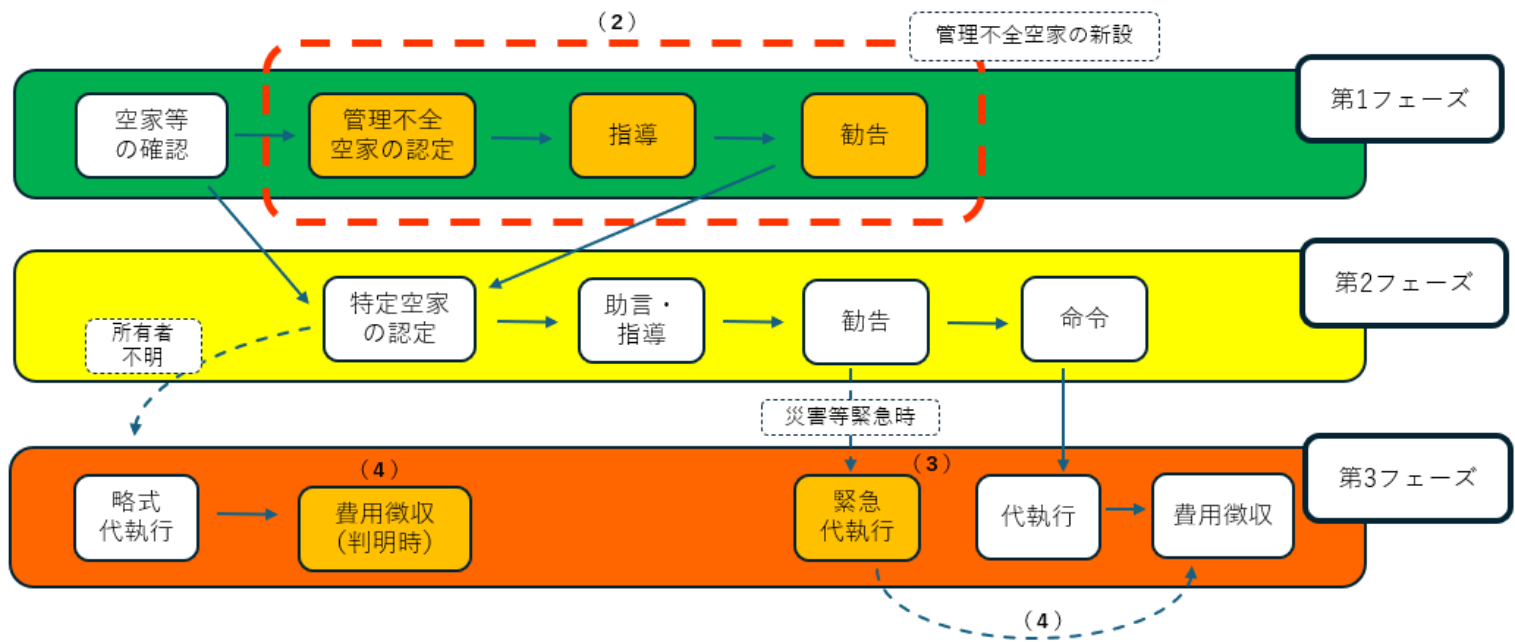 （2）
管理不全空家の新設
第1フェーズ
空家等
の確認
管理不全
空家の認定
指導
勧告
第2フェーズ
特定空家
の認定
助言・
指導
勧告
命令
所有者
不明
災害等緊急時
第3フェーズ
略式
代執行
（4）
費用徴収
(判明時)
緊急
代執行
（3）
代執行
費用徴収
（4）